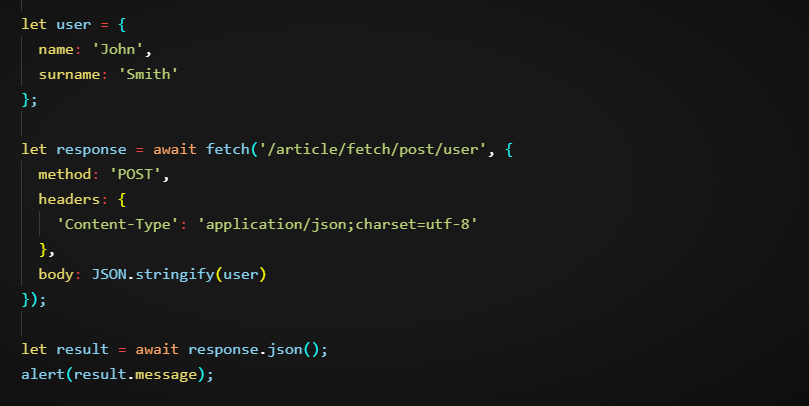 let user = {
  name: 'John',
  surname: 'Smith'
};

let response = await fetch('/article/fetch/post/user', {
  method: 'POST',
  headers: {
    'Content-Type': 'application/json;charset=utf-8'
  },
  body: JSON.stringify(user)
});

let result = await response.json();
alert(result.message);